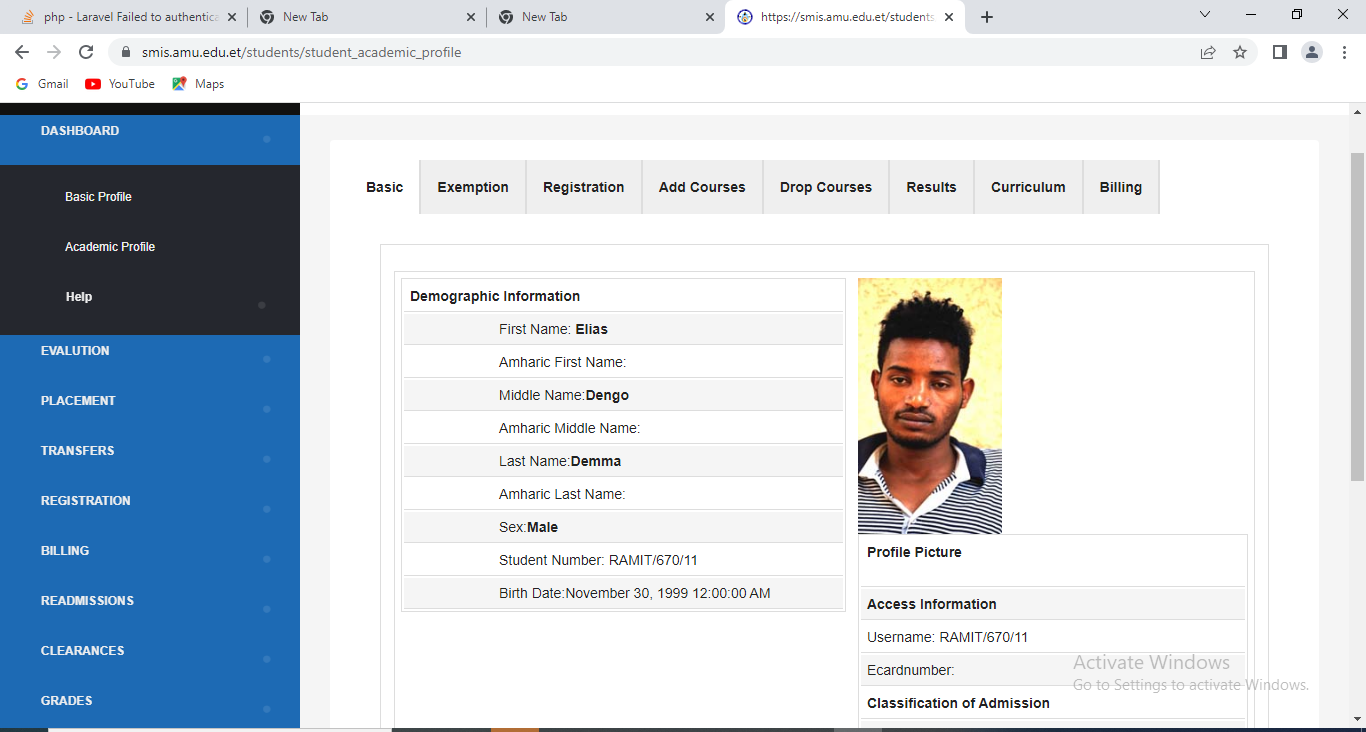 php - Laravel Failed to authentica
New Tab
New Tab
https://smis.amu.edu.et/students
smis.amu.edu.et/students/student_academic_profile
Gmail
YouTube
Maps
DASHBOARD
Basic Profile
Academic Profile
Help
EVALUTION
PLACEMENT
TRANSFERS
REGISTRATION
BILLING
READMISSIONS
CLEARANCES
GRADES
Basic
Exemption
Registration
Add Courses
Drop Courses
Results
Curriculum
Billing
Demographic Information
First Name: Elias
Amharic First Name:
Middle Name:Dengo
Amharic Middle Name:
Last Name:Demma
Amharic Last Name:
Sex:Male
Student Number: RAMIT/670/11
Birth Date:November 30, 1999 12:00:00 AM
Profile Picture
Access Information
Username: RAMIT/670/11
Ecardnumber:
Classification of Admission
Activate Windows
Go to Settings to activate Windows.